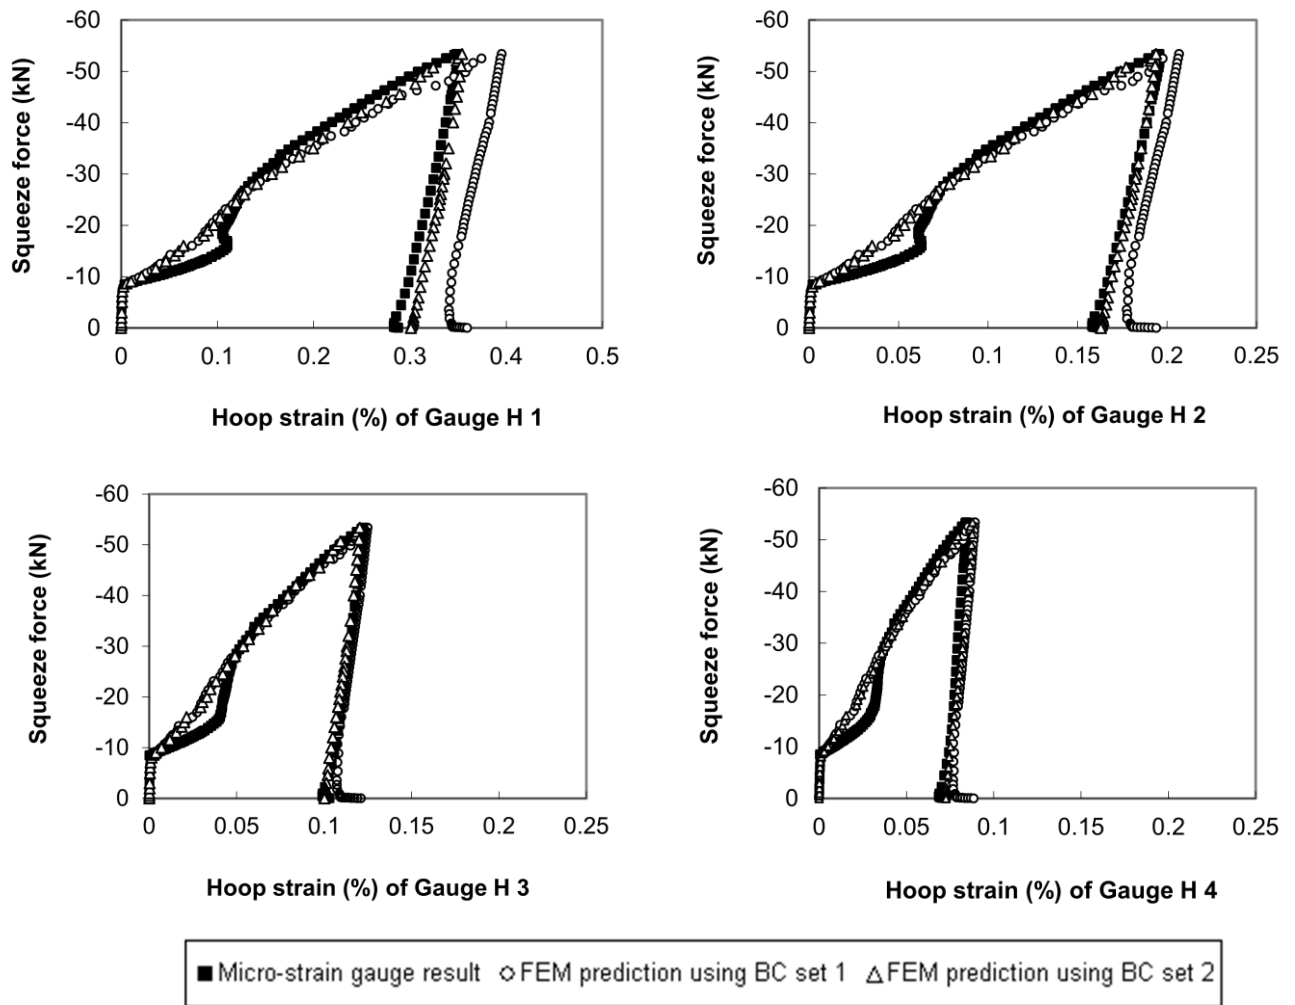 Squeeze force (kN)
-60
-50
-40
-30
-20
-10
0
0 0.1 0.2 0.3 0.4 0.5
Hoop strain (%) of Gauge H 1
Squeeze force (kN)
-60
-50
-40
-30
-20
-10
0
0 0.05 0.1 0.15 0.2 0.25
Hoop strain (%) of Gauge H 2
Squeeze force (kN)
-60
-50
-40
-30
-20
-10
0
0 0.05 0.1 0.15 0.2 0.25
Hoop strain (%) of Gauge H 3
Squeeze force (kN)
-60
-50
-40
-30
-20
-10
0
0 0.05 0.1 0.15 0.2 0.25
Hoop strain (%) of Gauge H 4
Micro-strain gauge result FEM prediction using BC set 1 FEM prediction using BC set 2